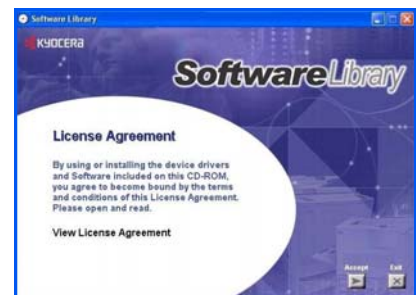 Software Library
KYOCERA
SoftwareLibrary
License Agreement
By using or installing the device drivers
and Software included on this CD-ROM,
you agree to become bound by the terms
and conditions of this License Agreement.
Please open and read.
View License Agreement
Accept
Exit